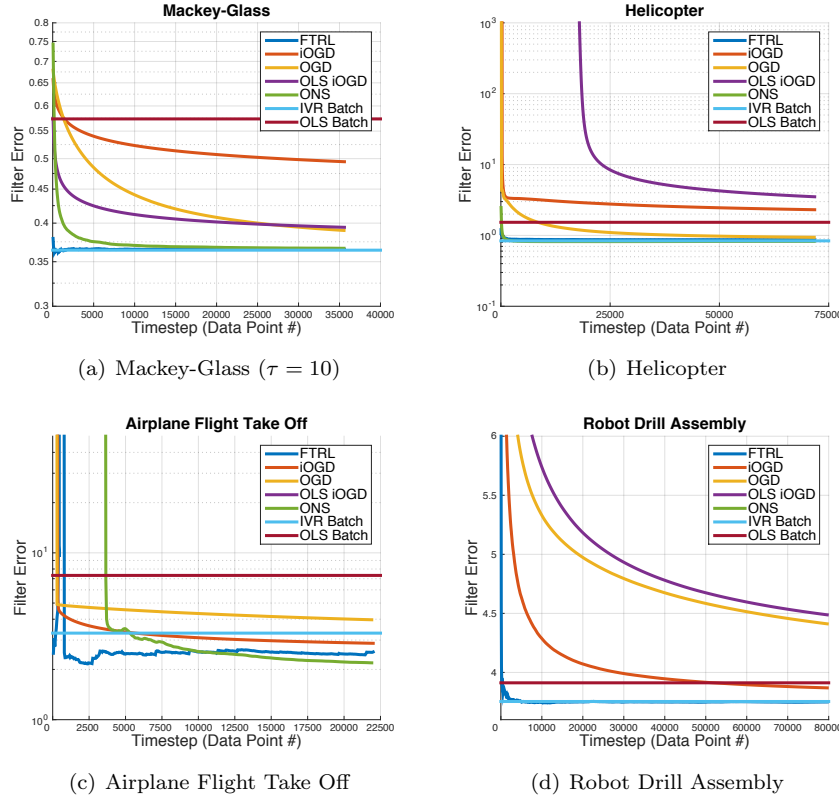 Mackey-Glass
0.8
0.75
0.7
0.65
0.6
0.55
0.5
0.45
0.4
0.35
0.3
Filter Error
0 5000 10000 15000 20000 25000 30000 35000 40000
Timestep (Data Point #)
FTRL
iOGD
OGD
OLS iOGD
ONS
IVR Batch
OLS Batch
(a) Mackey-Glass (τ = 10)
Helicopter
10³
10²
10¹
10⁰
10⁻¹
Filter Error
0 25000 50000 75000
Timestep (Data Point #)
FTRL
iOGD
OGD
OLS iOGD
ONS
IVR Batch
OLS Batch
(b) Helicopter
Airplane Flight Take Off
10¹
10⁰
Filter Error
0 2500 5000 7500 10000 12500 15000 17500 20000 22500
Timestep (Data Point #)
FTRL
iOGD
OGD
OLS iOGD
ONS
IVR Batch
OLS Batch
(c) Airplane Flight Take Off
Robot Drill Assembly
6
5.5
5
4.5
4
Filter Error
0 10000 20000 30000 40000 50000 60000 70000 80000
Timestep (Data Point #)
FTRL
iOGD
OGD
OLS iOGD
ONS
IVR Batch
OLS Batch
(d) Robot Drill Assembly